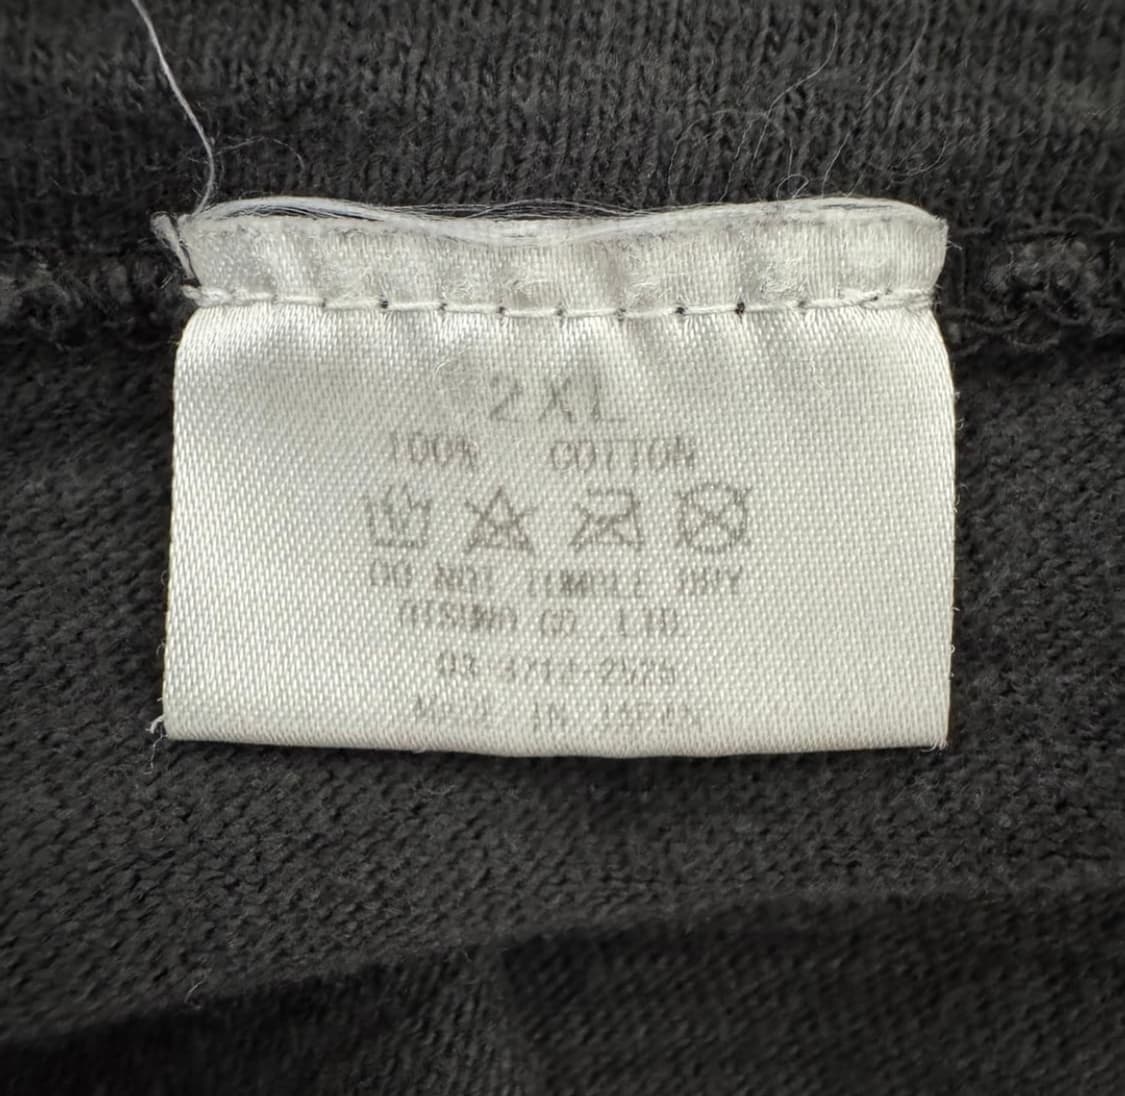 2XL
100% COTTON
DO NOT TUMBLE DRY
CO.,LTD.
MADE IN JAPAN